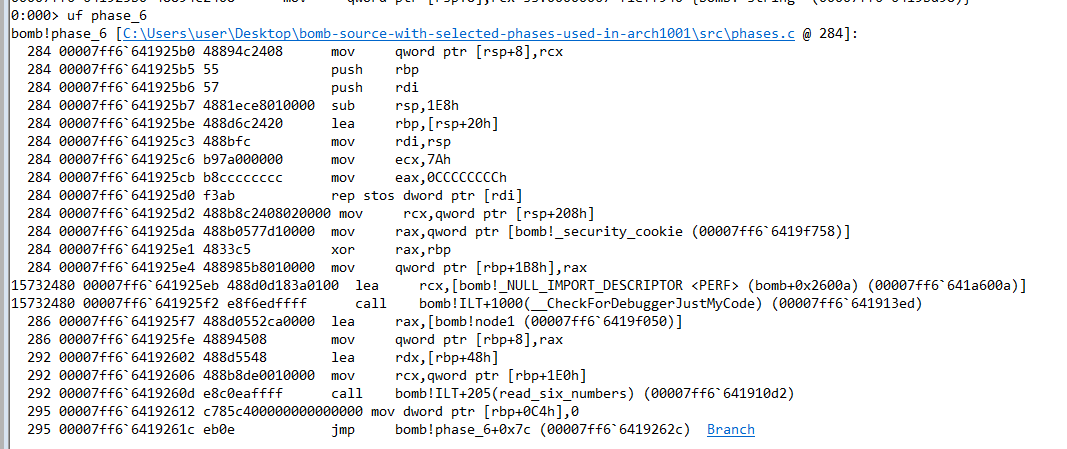 0:000> uf phase_6
bomb!phase_6 [C:\Users\user\Desktop\bomb-source-with-selected-phases-used-in-arch1001\src\phases.c @ 284]:
284 00007ff6`641925b0 48894c2408 mov qword ptr [rsp+8],rcx
284 00007ff6`641925b5 55 push rbp
284 00007ff6`641925b6 57 push rdi
284 00007ff6`641925b7 4881ece8010000 sub rsp,1E8h
284 00007ff6`641925be 488d6c2420 lea rbp,[rsp+20h]
284 00007ff6`641925c3 488bfc mov rdi,rsp
284 00007ff6`641925c6 b97a000000 mov ecx,7Ah
284 00007ff6`641925cb b8cccccccc mov eax,0CCCCCCCCh
284 00007ff6`641925d0 f3ab rep stos dword ptr [rdi]
284 00007ff6`641925d2 488b8c2408020000 mov rcx,qword ptr [rsp+208h]
284 00007ff6`641925da 488b0577d10000 mov rax,qword ptr [bomb!_security_cookie (00007ff6`6419f758)]
284 00007ff6`641925e1 4833c5 xor rax,rbp
284 00007ff6`641925e4 488985b8010000 mov qword ptr [rbp+1B8h],rax
15732480 00007ff6`641925eb 488d0d183a0100 lea rcx,[bomb!_NULL_IMPORT_DESCRIPTOR <PERF> (bomb+0x2600a) (00007ff6`641a600a)]
15732480 00007ff6`641925f2 e8f6edffff call bomb!ILT+1000(__CheckForDebuggerJustMyCode) (00007ff6`641913ed)
286 00007ff6`641925f7 488d0552ca0000 lea rax,[bomb!node1 (00007ff6`6419f050)]
286 00007ff6`641925fe 48894508 mov qword ptr [rbp+8],rax
292 00007ff6`64192602 488d5548 lea rdx,[rbp+48h]
292 00007ff6`64192606 488b8de0010000 mov rcx,qword ptr [rbp+1E0h]
292 00007ff6`6419260d e8c0eaffff call bomb!ILT+205(read_six_numbers) (00007ff6`641910d2)
295 00007ff6`64192612 c785c400000000000000 mov dword ptr [rbp+0C4h],0
295 00007ff6`6419261c eb0e jmp bomb!phase_6+0x7c (00007ff6`6419262c) Branch